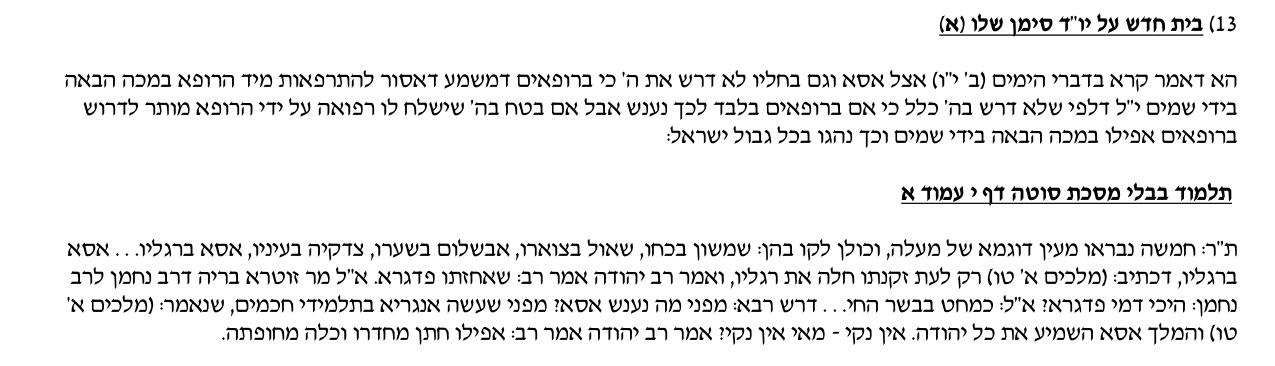 13) בית חדש על יו"ד סימן שלו (א)
הא דאמר קרא בדברי הימים (ב' י"ו) אצל אסא וגם בחליו לא דרש את ה' כי ברופאים דמשמע דאסור להתרפאות מיד הרופא במכה הבאה
בידי שמים י"ל דלפי שלא דרש בה' כלל כי אם ברופאים בלבד לכך נענש אבל אם בטח בה' שישלח לו רפואה על ידי הרופא מותר לדרוש
ברופאים אפילו במכה הבאה בידי שמים וכך נהגו בכל גבול ישראל:
תלמוד בבלי מסכת סוטה דף י עמוד א
ת"ר: חמשה נבראו מעין דוגמא של מעלה, וכולן לקו בהן: שמשון בכחו, שאול בצוארו, אבשלום בשערו, צדקיה בעיניו, אסא ברגליו... אסא
ברגליו, דכתיב: (מלכים א' טו) רק לעת זקנתו חלה את רגליו, ואמר רב יהודה אמר רב: שאחזתו פדגרא. א"ל מר זוטרא בריה דרב נחמן לרב
נחמן: היכי דמי פדגרא? א"ל: כמחט בבשר החי... דרש רבא: מפני מה נענש אסא? מפני שעשה אנגריא בתלמידי חכמים, שנאמר: (מלכים א'
טו) והמלך אסא השמיע את כל יהודה. אין נקי - מאי אין נקי? אמר רב יהודה אמר רב: אפילו חתן מחדרו וכלה מחופתה.